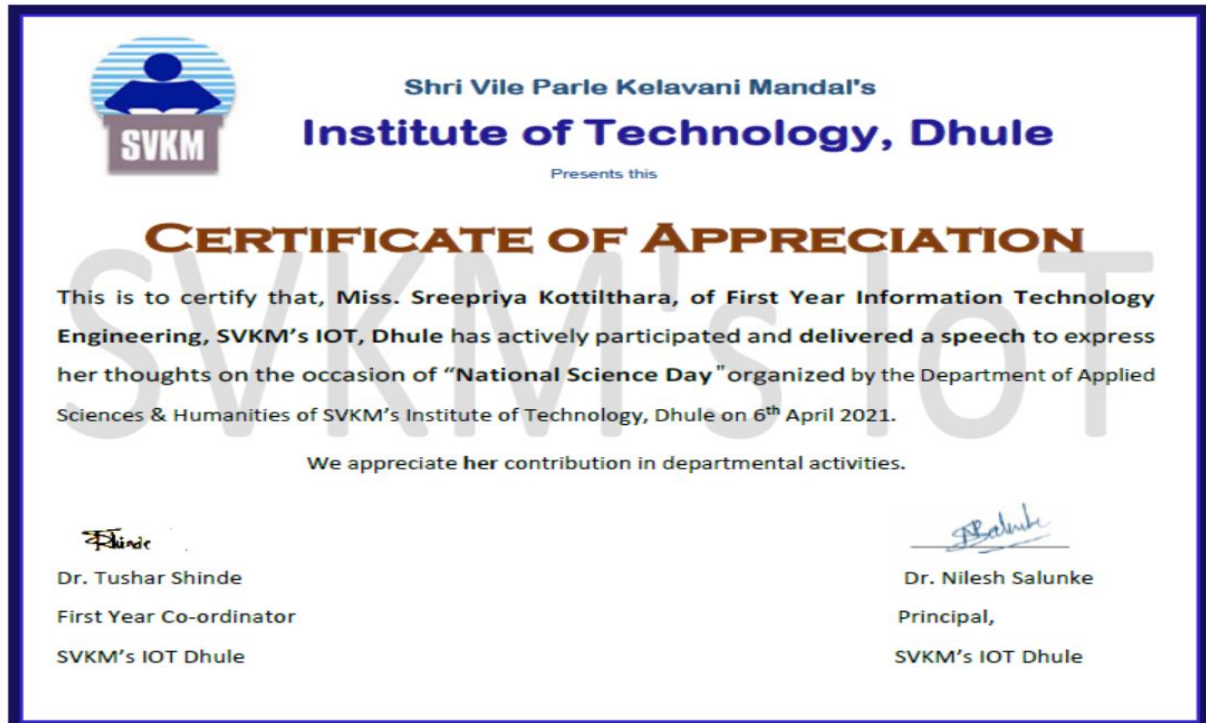 SVKM
Shri Vile Parle Kelavani Mandal's
Institute of Technology, Dhule
Presents this
CERTIFICATE OF APPRECIATION
SVKM's IoT
This is to certify that, Miss. Sreepriya Kottilthara, of First Year Information Technology
Engineering, SVKM’s IOT, Dhule has actively participated and delivered a speech to express
her thoughts on the occasion of “National Science Day" organized by the Department of Applied
Sciences & Humanities of SVKM’s Institute of Technology, Dhule on 6th April 2021.
We appreciate her contribution in departmental activities.
Shinde
Dr. Tushar Shinde
First Year Co-ordinator
SVKM’s IOT Dhule
NBSalunke
Dr. Nilesh Salunke
Principal,
SVKM’s IOT Dhule